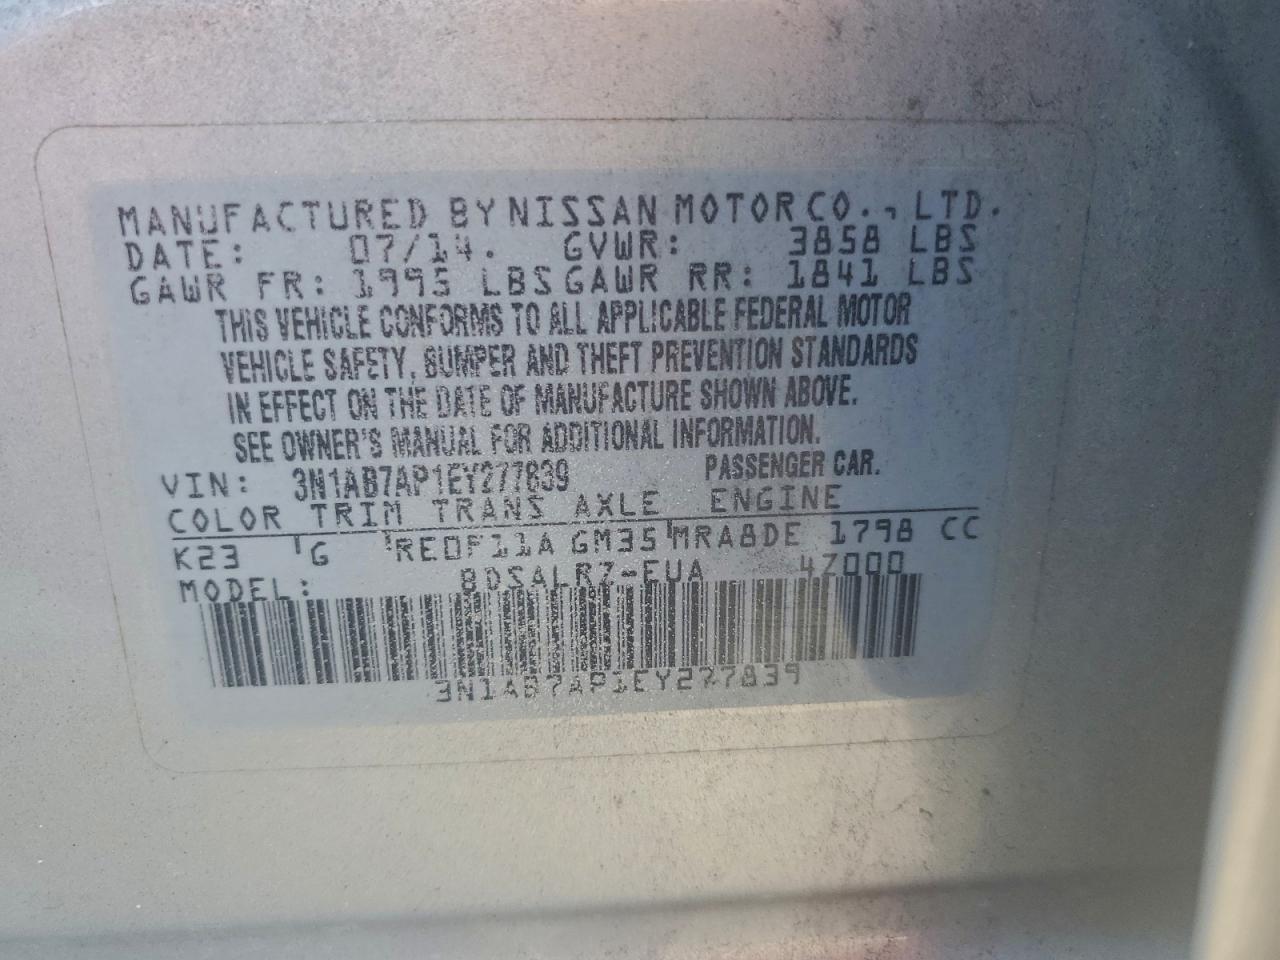 MANUFACTURED BY NISSAN MOTOR CO., LTD.
DATE: 07/14. GVWR: 3858 LBS
GAWR FR: 1995 LBS GAWR RR: 1841 LBS
THIS VEHICLE CONFORMS TO ALL APPLICABLE FEDERAL MOTOR
VEHICLE SAFETY, BUMPER AND THEFT PREVENTION STANDARDS
IN EFFECT ON THE DATE OF MANUFACTURE SHOWN ABOVE.
SEE OWNER'S MANUAL FOR ADDITIONAL INFORMATION.
VIN: 3N1AB7AP1EY277839 PASSENGER CAR.
COLOR TRIM TRANS AXLE ENGINE
K23 G RE0F11A GM35 MRA8DE 1798 CC
MODEL: BDSALRZ-EUA 4Z000
3N1AB7AP1EY277839